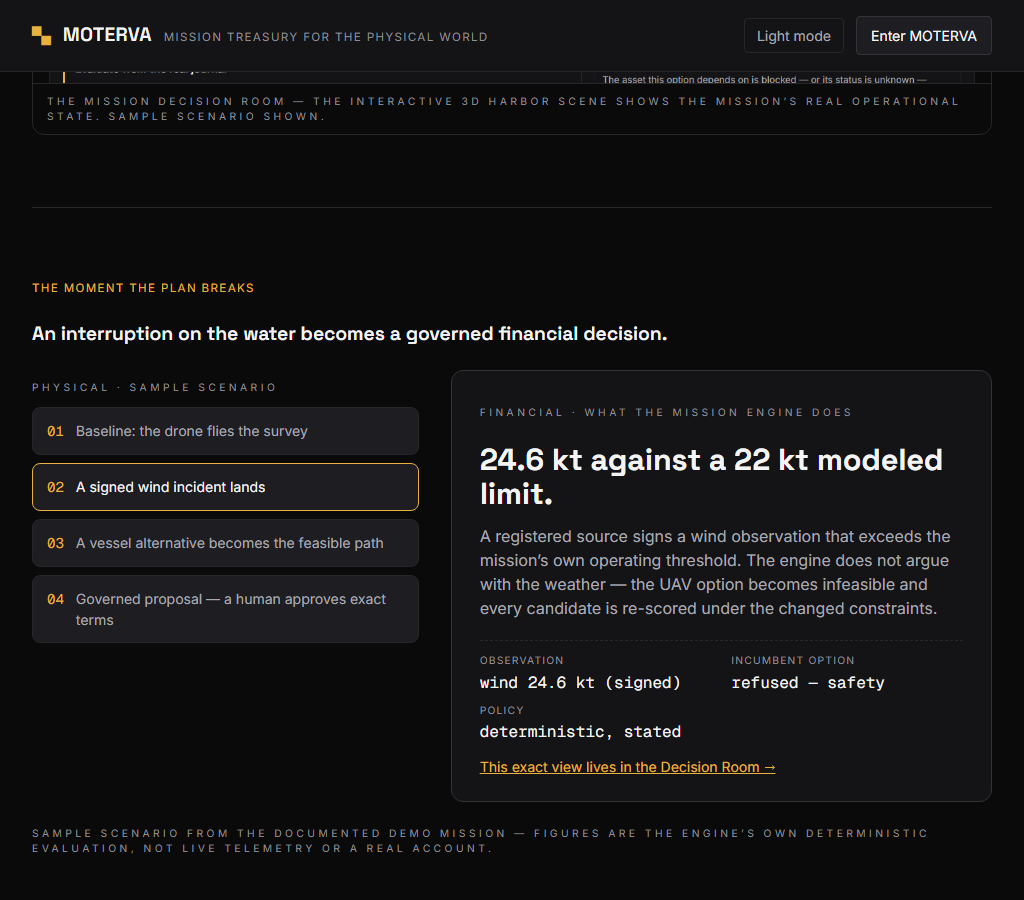 MOTERVA MISSION TREASURY FOR THE PHYSICAL WORLD
Light mode
Enter MOTERVA
The asset this option depends on is blocked — or its status is unknown —
THE MISSION DECISION ROOM — THE INTERACTIVE 3D HARBOR SCENE SHOWS THE MISSION'S REAL OPERATIONAL
STATE. SAMPLE SCENARIO SHOWN.
THE MOMENT THE PLAN BREAKS
An interruption on the water becomes a governed financial decision.
PHYSICAL · SAMPLE SCENARIO
01 Baseline: the drone flies the survey
02 A signed wind incident lands
03 A vessel alternative becomes the feasible path
04 Governed proposal — a human approves exact
terms
FINANCIAL · WHAT THE MISSION ENGINE DOES
24.6 kt against a 22 kt modeled
limit.
A registered source signs a wind observation that exceeds the
mission's own operating threshold. The engine does not argue
with the weather — the UAV option becomes infeasible and
every candidate is re-scored under the changed constraints.
OBSERVATION
wind 24.6 kt (signed)
INCUMBENT OPTION
refused — safety
POLICY
deterministic, stated
This exact view lives in the Decision Room →
SAMPLE SCENARIO FROM THE DOCUMENTED DEMO MISSION — FIGURES ARE THE ENGINE'S OWN DETERMINISTIC
EVALUATION, NOT LIVE TELEMETRY OR A REAL ACCOUNT.